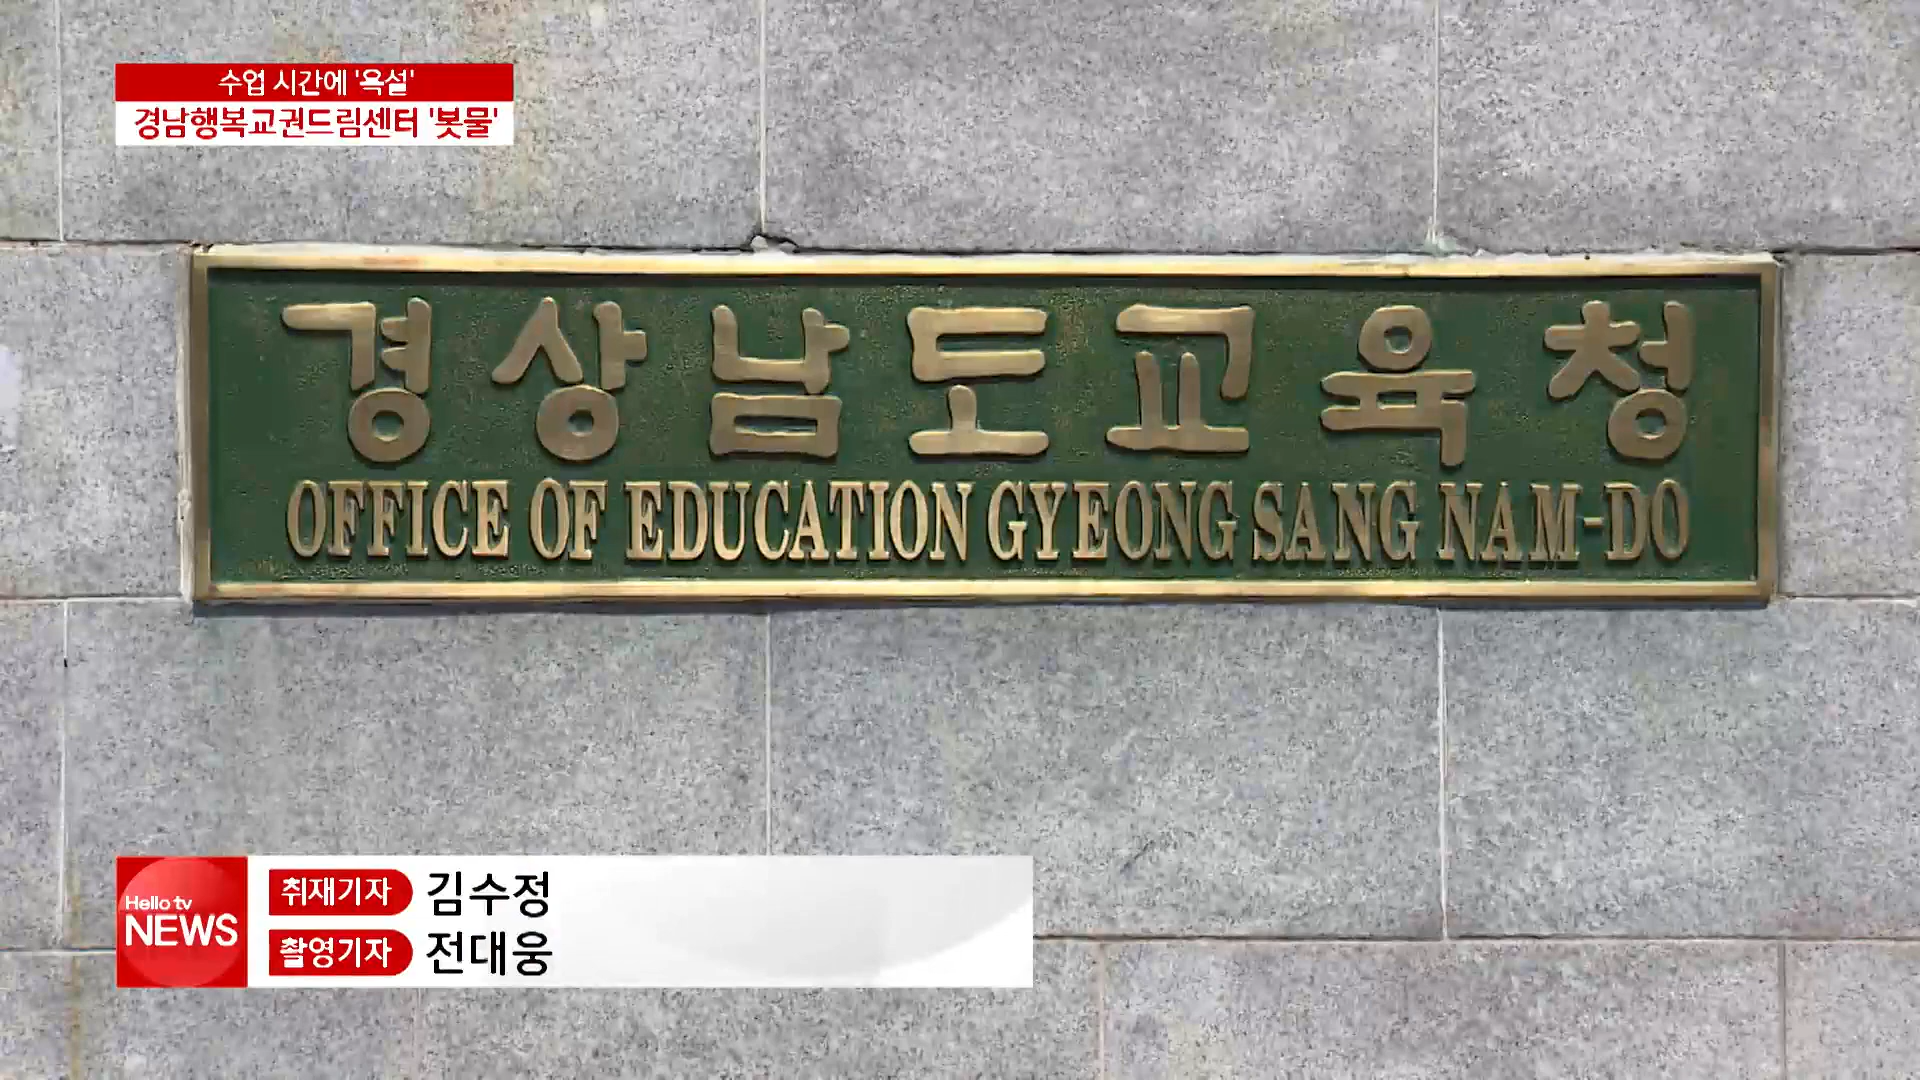 수업 시간에 '욕설'
경남행복교권드림센터 '봇물'
경상남도교육청
OFFICE OF EDUCATION GYEONG SANG NAM-DO
Hello tv
NEWS
취재기자 김수정
촬영기자 전대웅